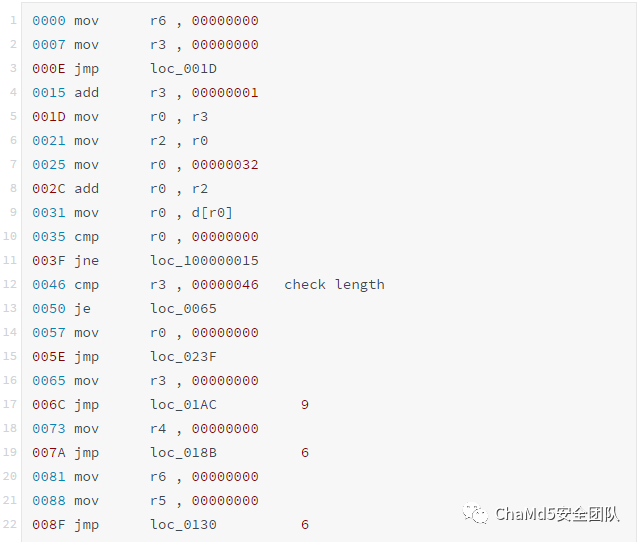 1 0000 mov r6 , 00000000
2 0007 mov r3 , 00000000
3 000E jmp loc_001D
4 0015 add r3 , 00000001
5 001D mov r0 , r3
6 0021 mov r2 , r0
7 0025 mov r0 , 00000032
8 002C add r0 , r2
9 0031 mov r0 , d[r0]
10 0035 cmp r0 , 00000000
11 003F jne loc_100000015
12 0046 cmp r3 , 00000046 check length
13 0050 je loc_0065
14 0057 mov r0 , 00000000
15 005E jmp loc_023F
16 0065 mov r3 , 00000000
17 006C jmp loc_01AC 9
18 0073 mov r4 , 00000000
19 007A jmp loc_018B 6
20 0081 mov r6 , 00000000
21 0088 mov r5 , 00000000
22 008F jmp loc_0130 6
ChaMd5安全团队